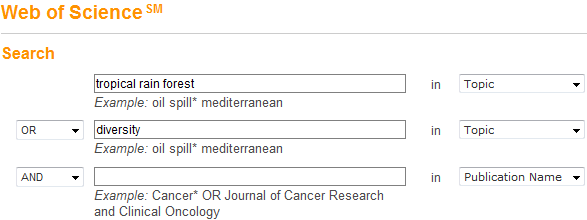 Web of Science SM
Search
tropical rain forest in Topic
Example: oil spill* mediterranean
OR diversity in Topic
Example: oil spill* mediterranean
AND in Publication Name
Example: Cancer* OR Journal of Cancer Research
and Clinical Oncology